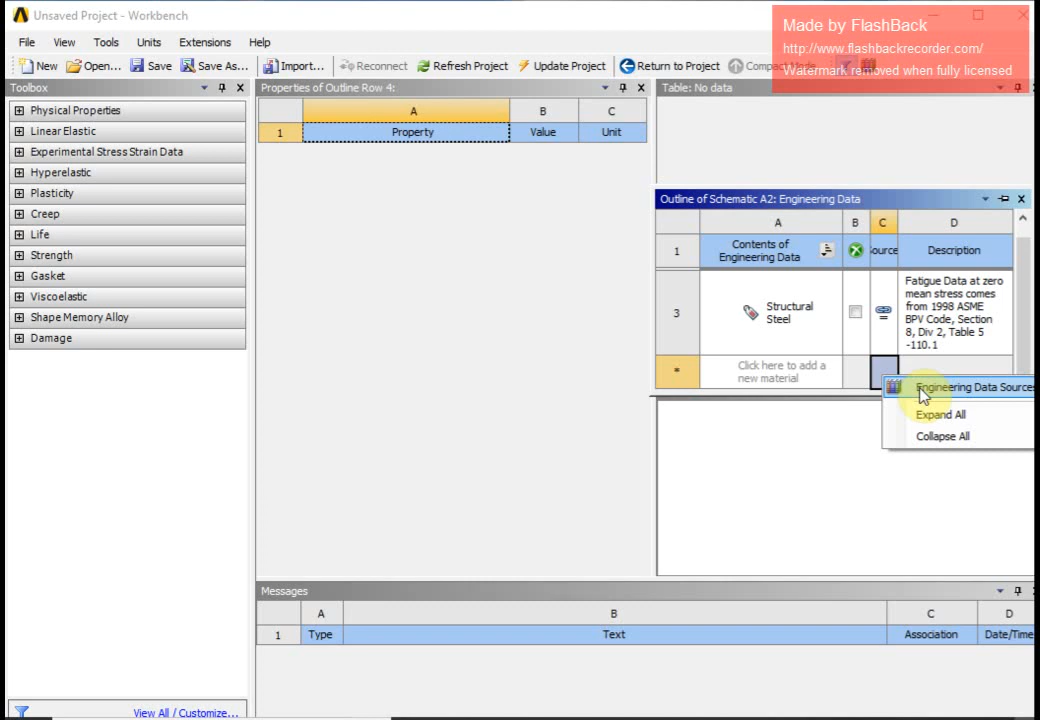 Unsaved Project - Workbench
Made by FlashBack
http://www.flashbackrecorder.com/
Watermark removed when fully licensed
File View Tools Units Extensions Help
New Open... Save Save As... Import... Reconnect Refresh Project Update Project Return to Project Compact
Toolbox
Physical Properties
Linear Elastic
Experimental Stress Strain Data
Hyperelastic
Plasticity
Creep
Life
Strength
Gasket
Viscoelastic
Shape Memory Alloy
Damage
View All / Customize...
Properties of Outline Row 4:
A B C
1 Property Value Unit
Table: No data
Outline of Schematic A2: Engineering Data
A B C D
1 Contents of Engineering Data ource Description
3 Structural Steel
Fatigue Data at zero
mean stress comes
from 1998 ASME
BPV Code, Section
8, Div 2, Table 5
-110.1
* Click here to add a
new material
Engineering Data Sources
Expand All
Collapse All
Messages
A B C D
1 Type Text Association Date/Time